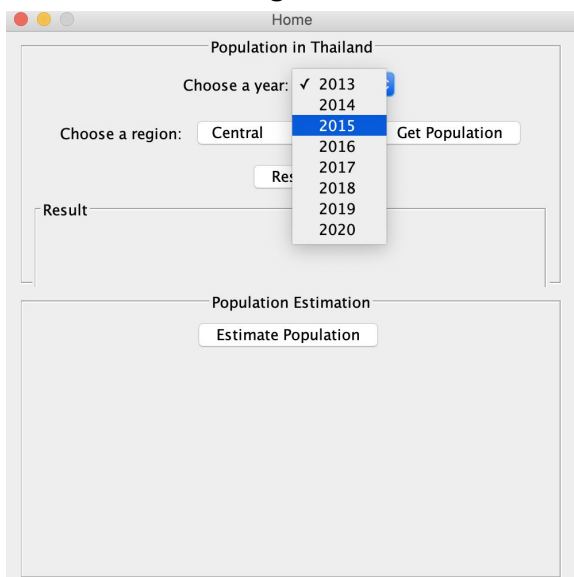 Home
Population in Thailand
Choose a year: ✓ 2013
2014
2015
2016
2017
2018
2019
2020
Choose a region: Central Get Population
Result
Population Estimation
Estimate Population